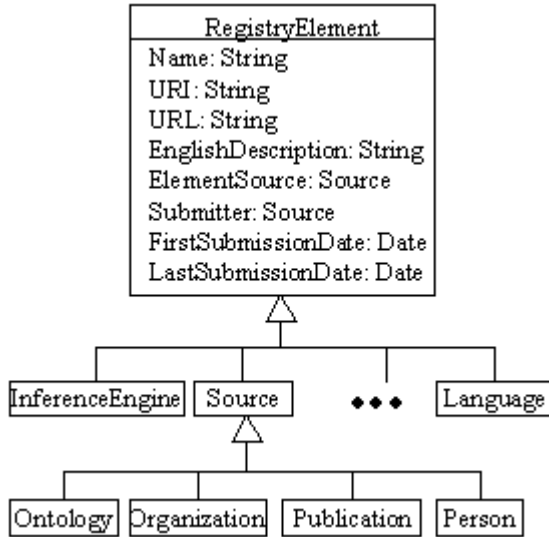 RegistryElement
Name: String
URI: String
URL: String
EnglishDescription: String
ElementSource: Source
Submitter: Source
FirstSubmissionDate: Date
LastSubmissionDate: Date
InferenceEngine Source ••• Language
Ontology Organization Publication Person